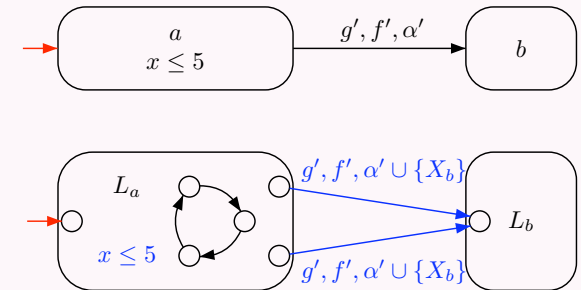 g′, f′, α′
a
x ≤ 5
b
g′, f′, α′ ∪ {X_b}
L_a
L_b
x ≤ 5
g′, f′, α′ ∪ {X_b}